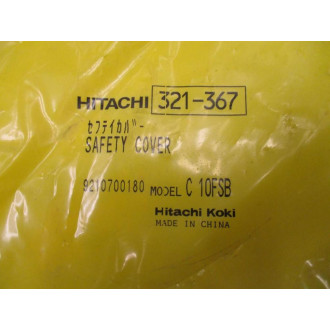 HITACHI 321-367
ｾﾌﾃｲｶﾊﾞｰ
SAFETY COVER
9210700180 MODEL C 10FSB
Hitachi Koki
MADE IN CHINA